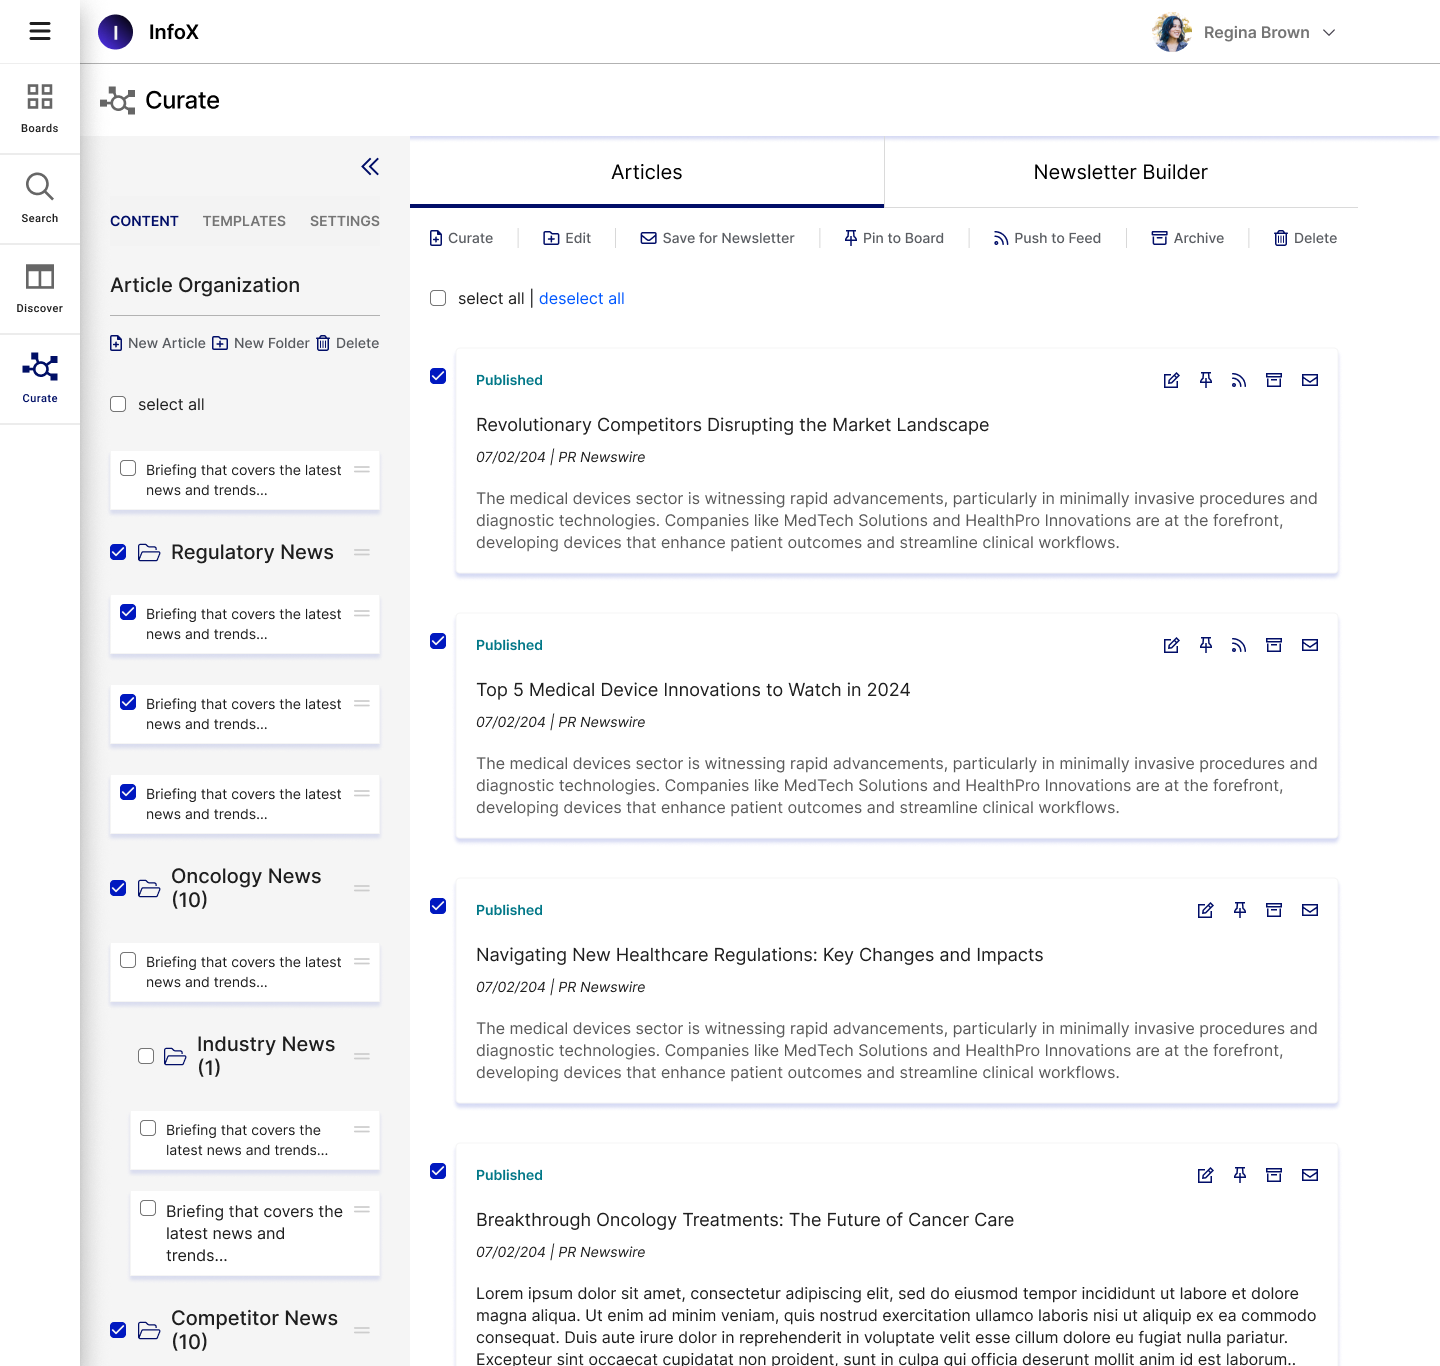 I InfoX
Regina Brown
Curate
Boards
Search
Discover
Curate
CONTENT TEMPLATES SETTINGS
Article Organization
New Article New Folder Delete
select all
Briefing that covers the latest
news and trends...
Regulatory News
Briefing that covers the latest
news and trends...
Briefing that covers the latest
news and trends...
Briefing that covers the latest
news and trends...
Oncology News
(10)
Briefing that covers the latest
news and trends...
Industry News
(1)
Briefing that covers the
latest news and trends...
Briefing that covers the
latest news and
trends...
Competitor News
(10)
Articles Newsletter Builder
Curate Edit Save for Newsletter Pin to Board Push to Feed Archive Delete
select all | deselect all
Published
Revolutionary Competitors Disrupting the Market Landscape
07/02/204 | PR Newswire
The medical devices sector is witnessing rapid advancements, particularly in minimally invasive procedures and
diagnostic technologies. Companies like MedTech Solutions and HealthPro Innovations are at the forefront,
developing devices that enhance patient outcomes and streamline clinical workflows.
Published
Top 5 Medical Device Innovations to Watch in 2024
07/02/204 | PR Newswire
The medical devices sector is witnessing rapid advancements, particularly in minimally invasive procedures and
diagnostic technologies. Companies like MedTech Solutions and HealthPro Innovations are at the forefront,
developing devices that enhance patient outcomes and streamline clinical workflows.
Published
Navigating New Healthcare Regulations: Key Changes and Impacts
07/02/204 | PR Newswire
The medical devices sector is witnessing rapid advancements, particularly in minimally invasive procedures and
diagnostic technologies. Companies like MedTech Solutions and HealthPro Innovations are at the forefront,
developing devices that enhance patient outcomes and streamline clinical workflows.
Published
Breakthrough Oncology Treatments: The Future of Cancer Care
07/02/204 | PR Newswire
Lorem ipsum dolor sit amet, consectetur adipiscing elit, sed do eiusmod tempor incididunt ut labore et dolore
magna aliqua. Ut enim ad minim veniam, quis nostrud exercitation ullamco laboris nisi ut aliquip ex ea commodo
consequat. Duis aute irure dolor in reprehenderit in voluptate velit esse cillum dolore eu fugiat nulla pariatur.
Excepteur sint occaecat cupidatat non proident, sunt in culpa qui officia deserunt mollit anim id est laborum..